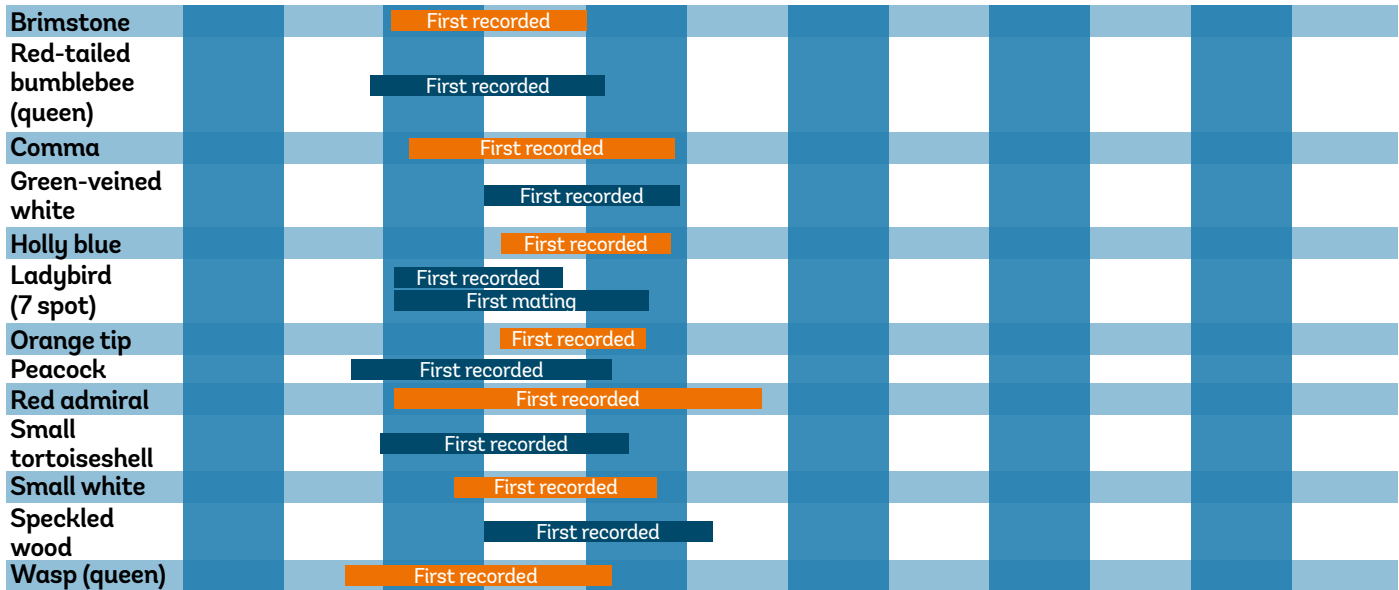 Brimstone
First recorded
Red-tailed
bumblebee
(queen)
First recorded
Comma
First recorded
Green-veined
white
First recorded
Holly blue
First recorded
Ladybird
(7 spot)
First recorded
First mating
Orange tip
First recorded
Peacock
First recorded
Red admiral
First recorded
Small
tortoiseshell
First recorded
Small white
First recorded
Speckled
wood
First recorded
Wasp (queen)
First recorded